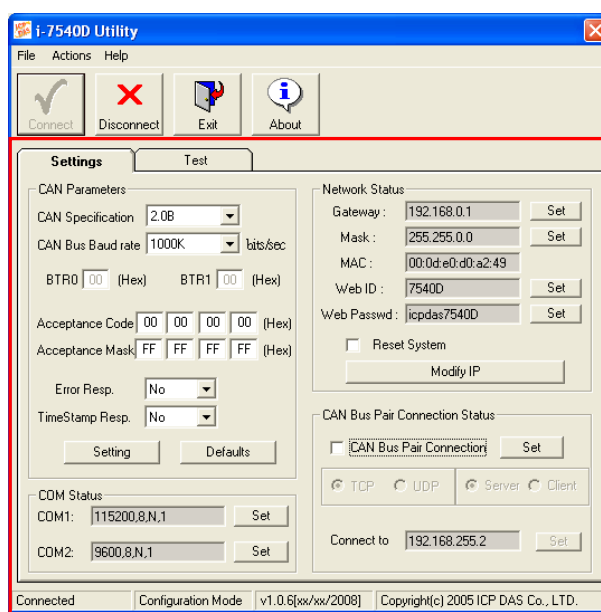 ICP DAS i-7540D Utility
File Actions Help
Connect Disconnect Exit About
Settings Test
CAN Parameters
CAN Specification 2.0B
CAN Bus Baud rate 1000K bits/sec
BTR0 00 (Hex) BTR1 00 (Hex)
Acceptance Code 00 00 00 00 (Hex)
Acceptance Mask FF FF FF FF (Hex)
Error Resp. No
TimeStamp Resp. No
Setting Defaults
COM Status
COM1: 115200,8,N,1 Set
COM2: 9600,8,N,1 Set
Network Status
Gateway : 192.168.0.1 Set
Mask : 255.255.0.0 Set
MAC : 00:0d:e0:d0:a2:49
Web ID : 7540D Set
Web Passwd : icpdas7540D Set
Reset System
Modify IP
CAN Bus Pair Connection Status
CAN Bus Pair Connection Set
TCP UDP Server Client
Connect to 192.168.255.2 Set
Connected Configuration Mode v1.0.6[xx/xx/2008] Copyright(c) 2005 ICP DAS Co., LTD.